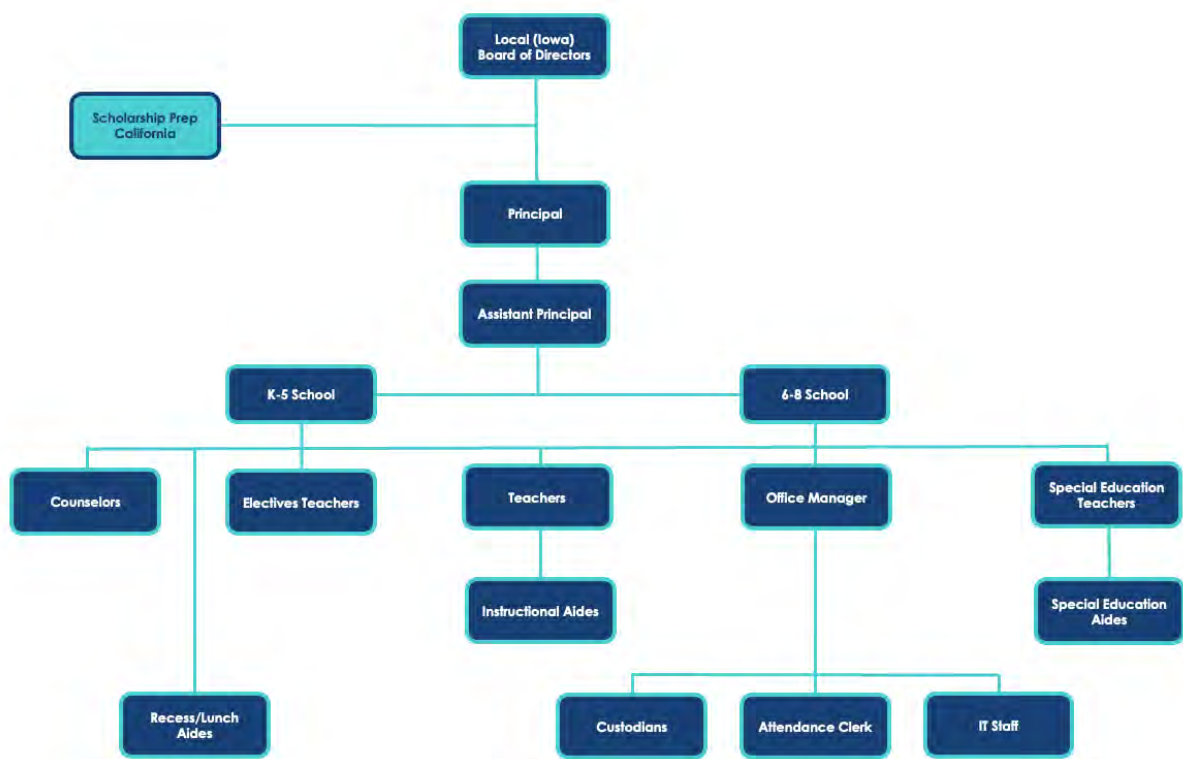 Local (Iowa)
Board of Directors
Scholarship Prep
California
Principal
Assistant Principal
K-5 School
6-8 School
Counselors
Electives Teachers
Teachers
Office Manager
Special Education
Teachers
Instructional Aides
Special Education
Aides
Recess/Lunch
Aides
Custodians
Attendance Clerk
IT Staff